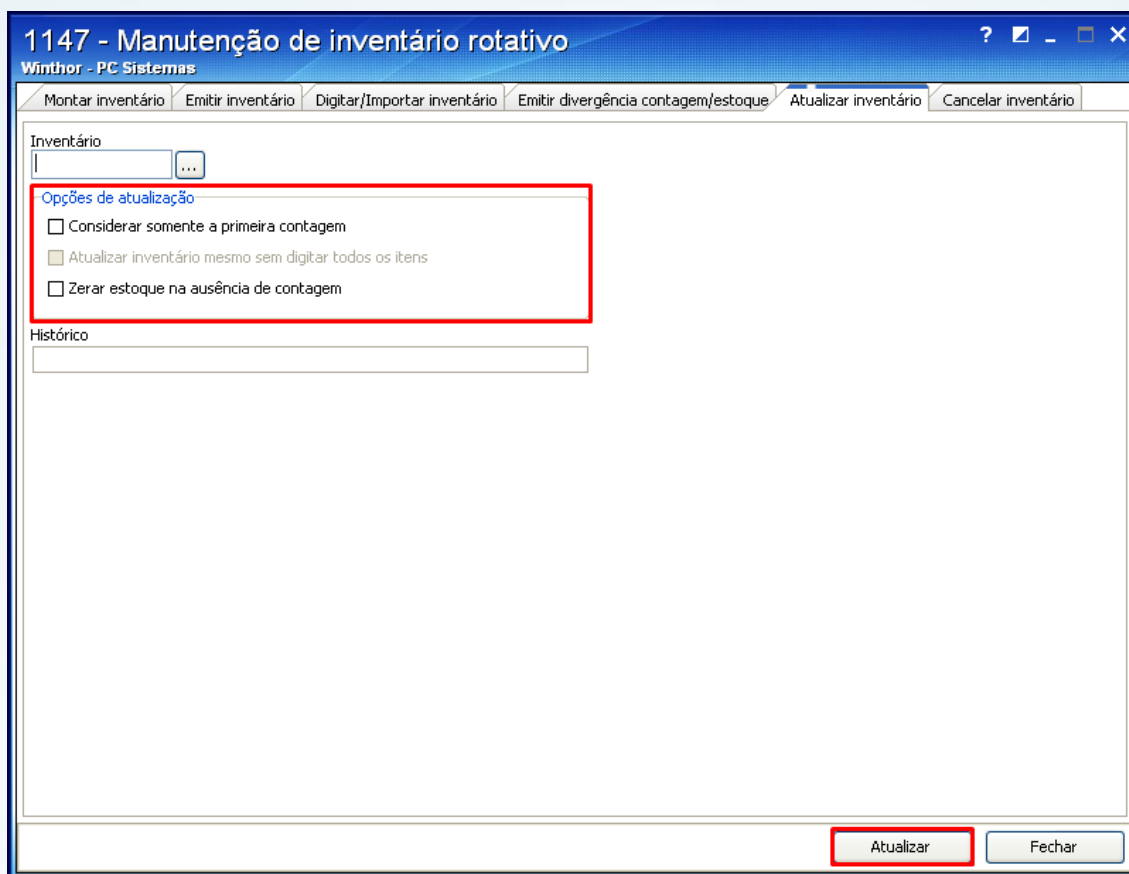 1147 - Manutenção de inventário rotativo
Winthor - PC Sistemas
Montar inventário Emitir inventário Digitar/Importar inventário Emitir divergência contagem/estoque Atualizar inventário Cancelar inventário
Inventário
...
Opções de atualização
Considerar somente a primeira contagem
Atualizar inventário mesmo sem digitar todos os itens
Zerar estoque na ausência de contagem
Histórico
Atualizar Fechar